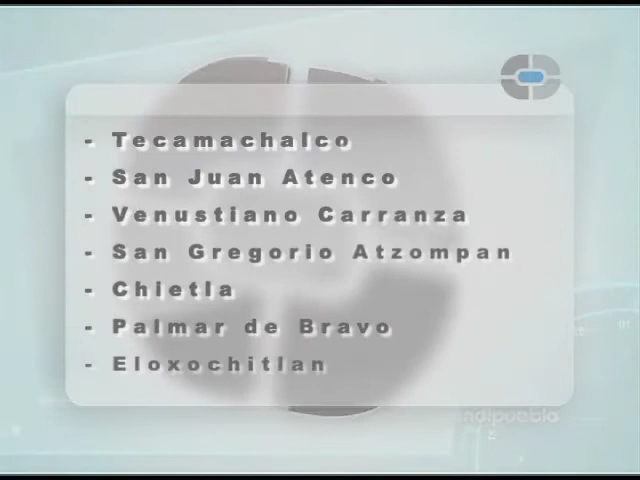 - Tecamachalco
- San Juan Atenco
- Venustiano Carranza
- San Gregorio Atzompan
- Chietla
- Palmar de Bravo
- Eloxochitlan